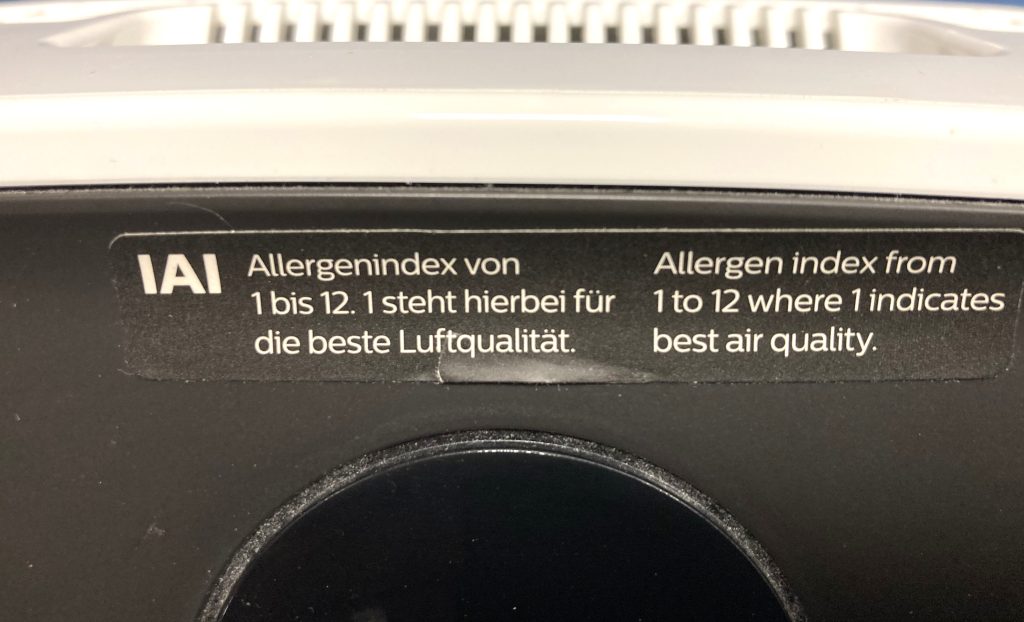 IAI
Allergenindex von
1 bis 12. 1 steht hierbei für
die beste Luftqualität.
Allergen index from
1 to 12 where 1 indicates
best air quality.